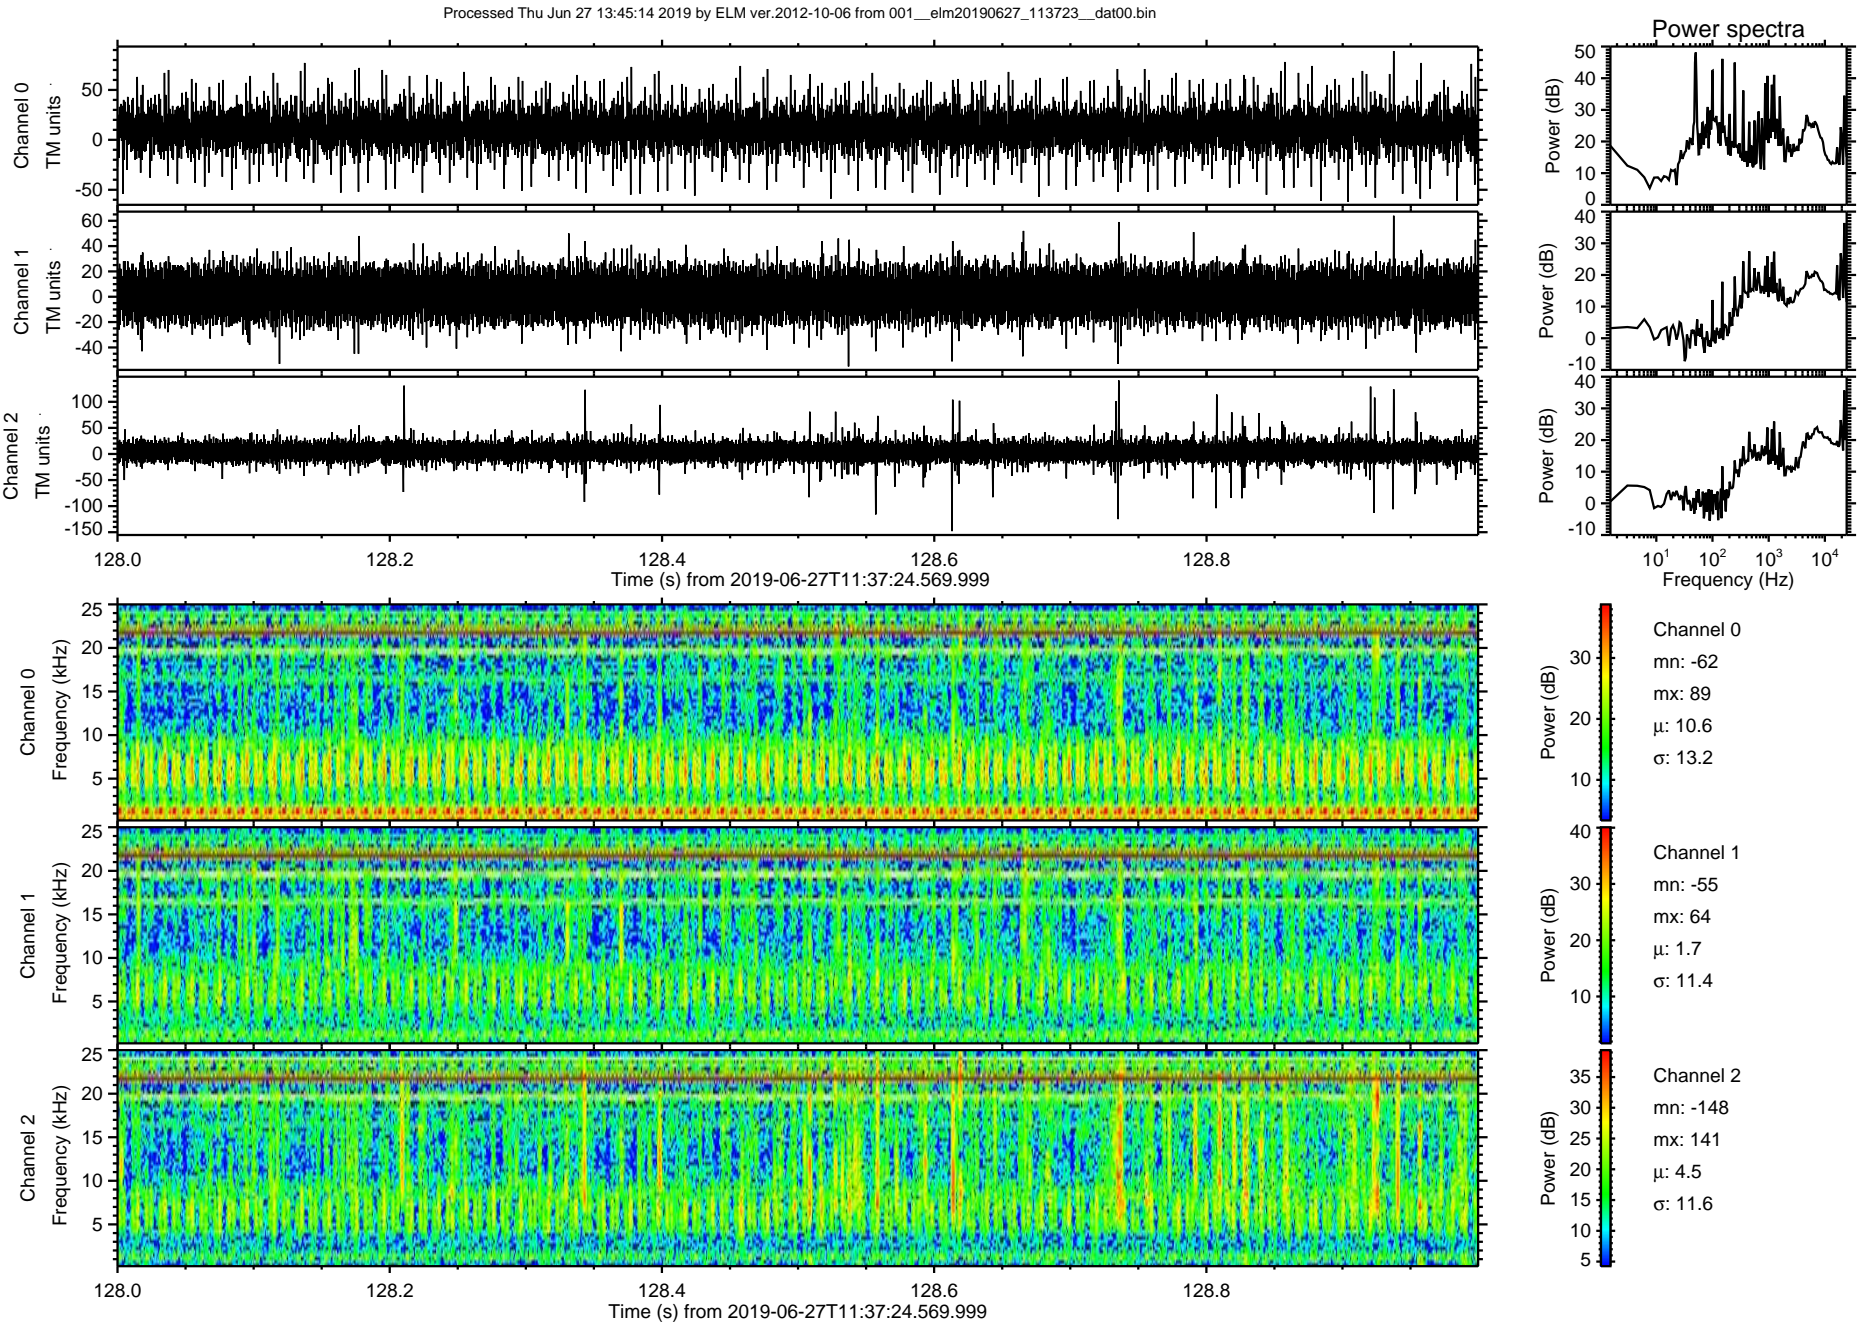 Processed Thu Jun 27 13:45:14 2019 by ELM ver.2012-10-06 from 001__elm20190627_113723__dat00.bin
Power spectra
Channel 0
TM units
50
0
-50
Power (dB)
50
40
30
20
10
0
Channel 1
TM units
60
40
20
0
-20
-40
Power (dB)
40
30
20
10
0
-10
Channel 2
TM units
100
50
0
-50
-100
-150
Power (dB)
40
30
20
10
0
-10
128.0 128.2 128.4 128.6 128.8
Time (s) from 2019-06-27T11:37:24.569.999
10¹ 10² 10³ 10⁴
Frequency (Hz)
Channel 0
Frequency (kHz)
25
20
15
10
5
Power (dB)
30
20
10
Channel 0
mn: -62
mx: 89
μ: 10.6
σ: 13.2
Channel 1
Frequency (kHz)
25
20
15
10
5
Power (dB)
40
30
20
10
Channel 1
mn: -55
mx: 64
μ: 1.7
σ: 11.4
Channel 2
Frequency (kHz)
25
20
15
10
5
Power (dB)
35
30
25
20
15
10
5
Channel 2
mn: -148
mx: 141
μ: 4.5
σ: 11.6
128.0 128.2 128.4 128.6 128.8
Time (s) from 2019-06-27T11:37:24.569.999